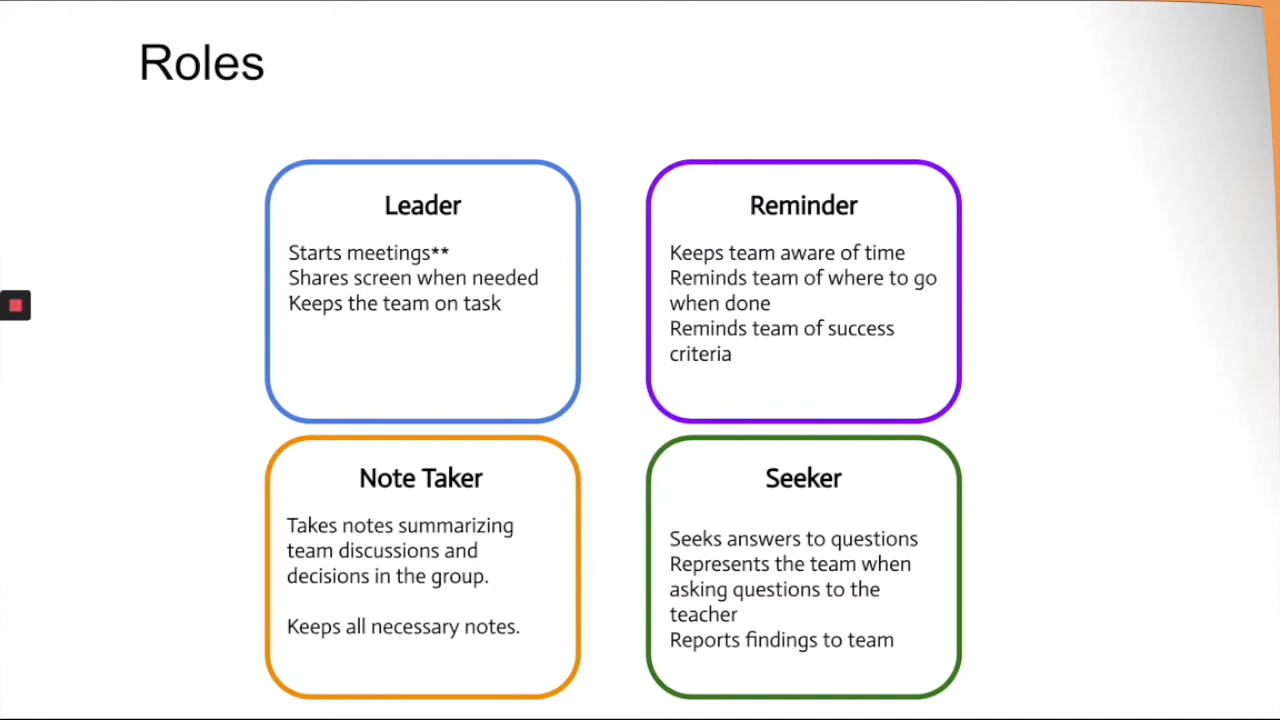 Roles
Leader
Starts meetings**
Shares screen when needed
Keeps the team on task
Reminder
Keeps team aware of time
Reminds team of where to go
when done
Reminds team of success
criteria
Note Taker
Takes notes summarizing
team discussions and
decisions in the group.
Keeps all necessary notes.
Seeker
Seeks answers to questions
Represents the team when
asking questions to the
teacher
Reports findings to team